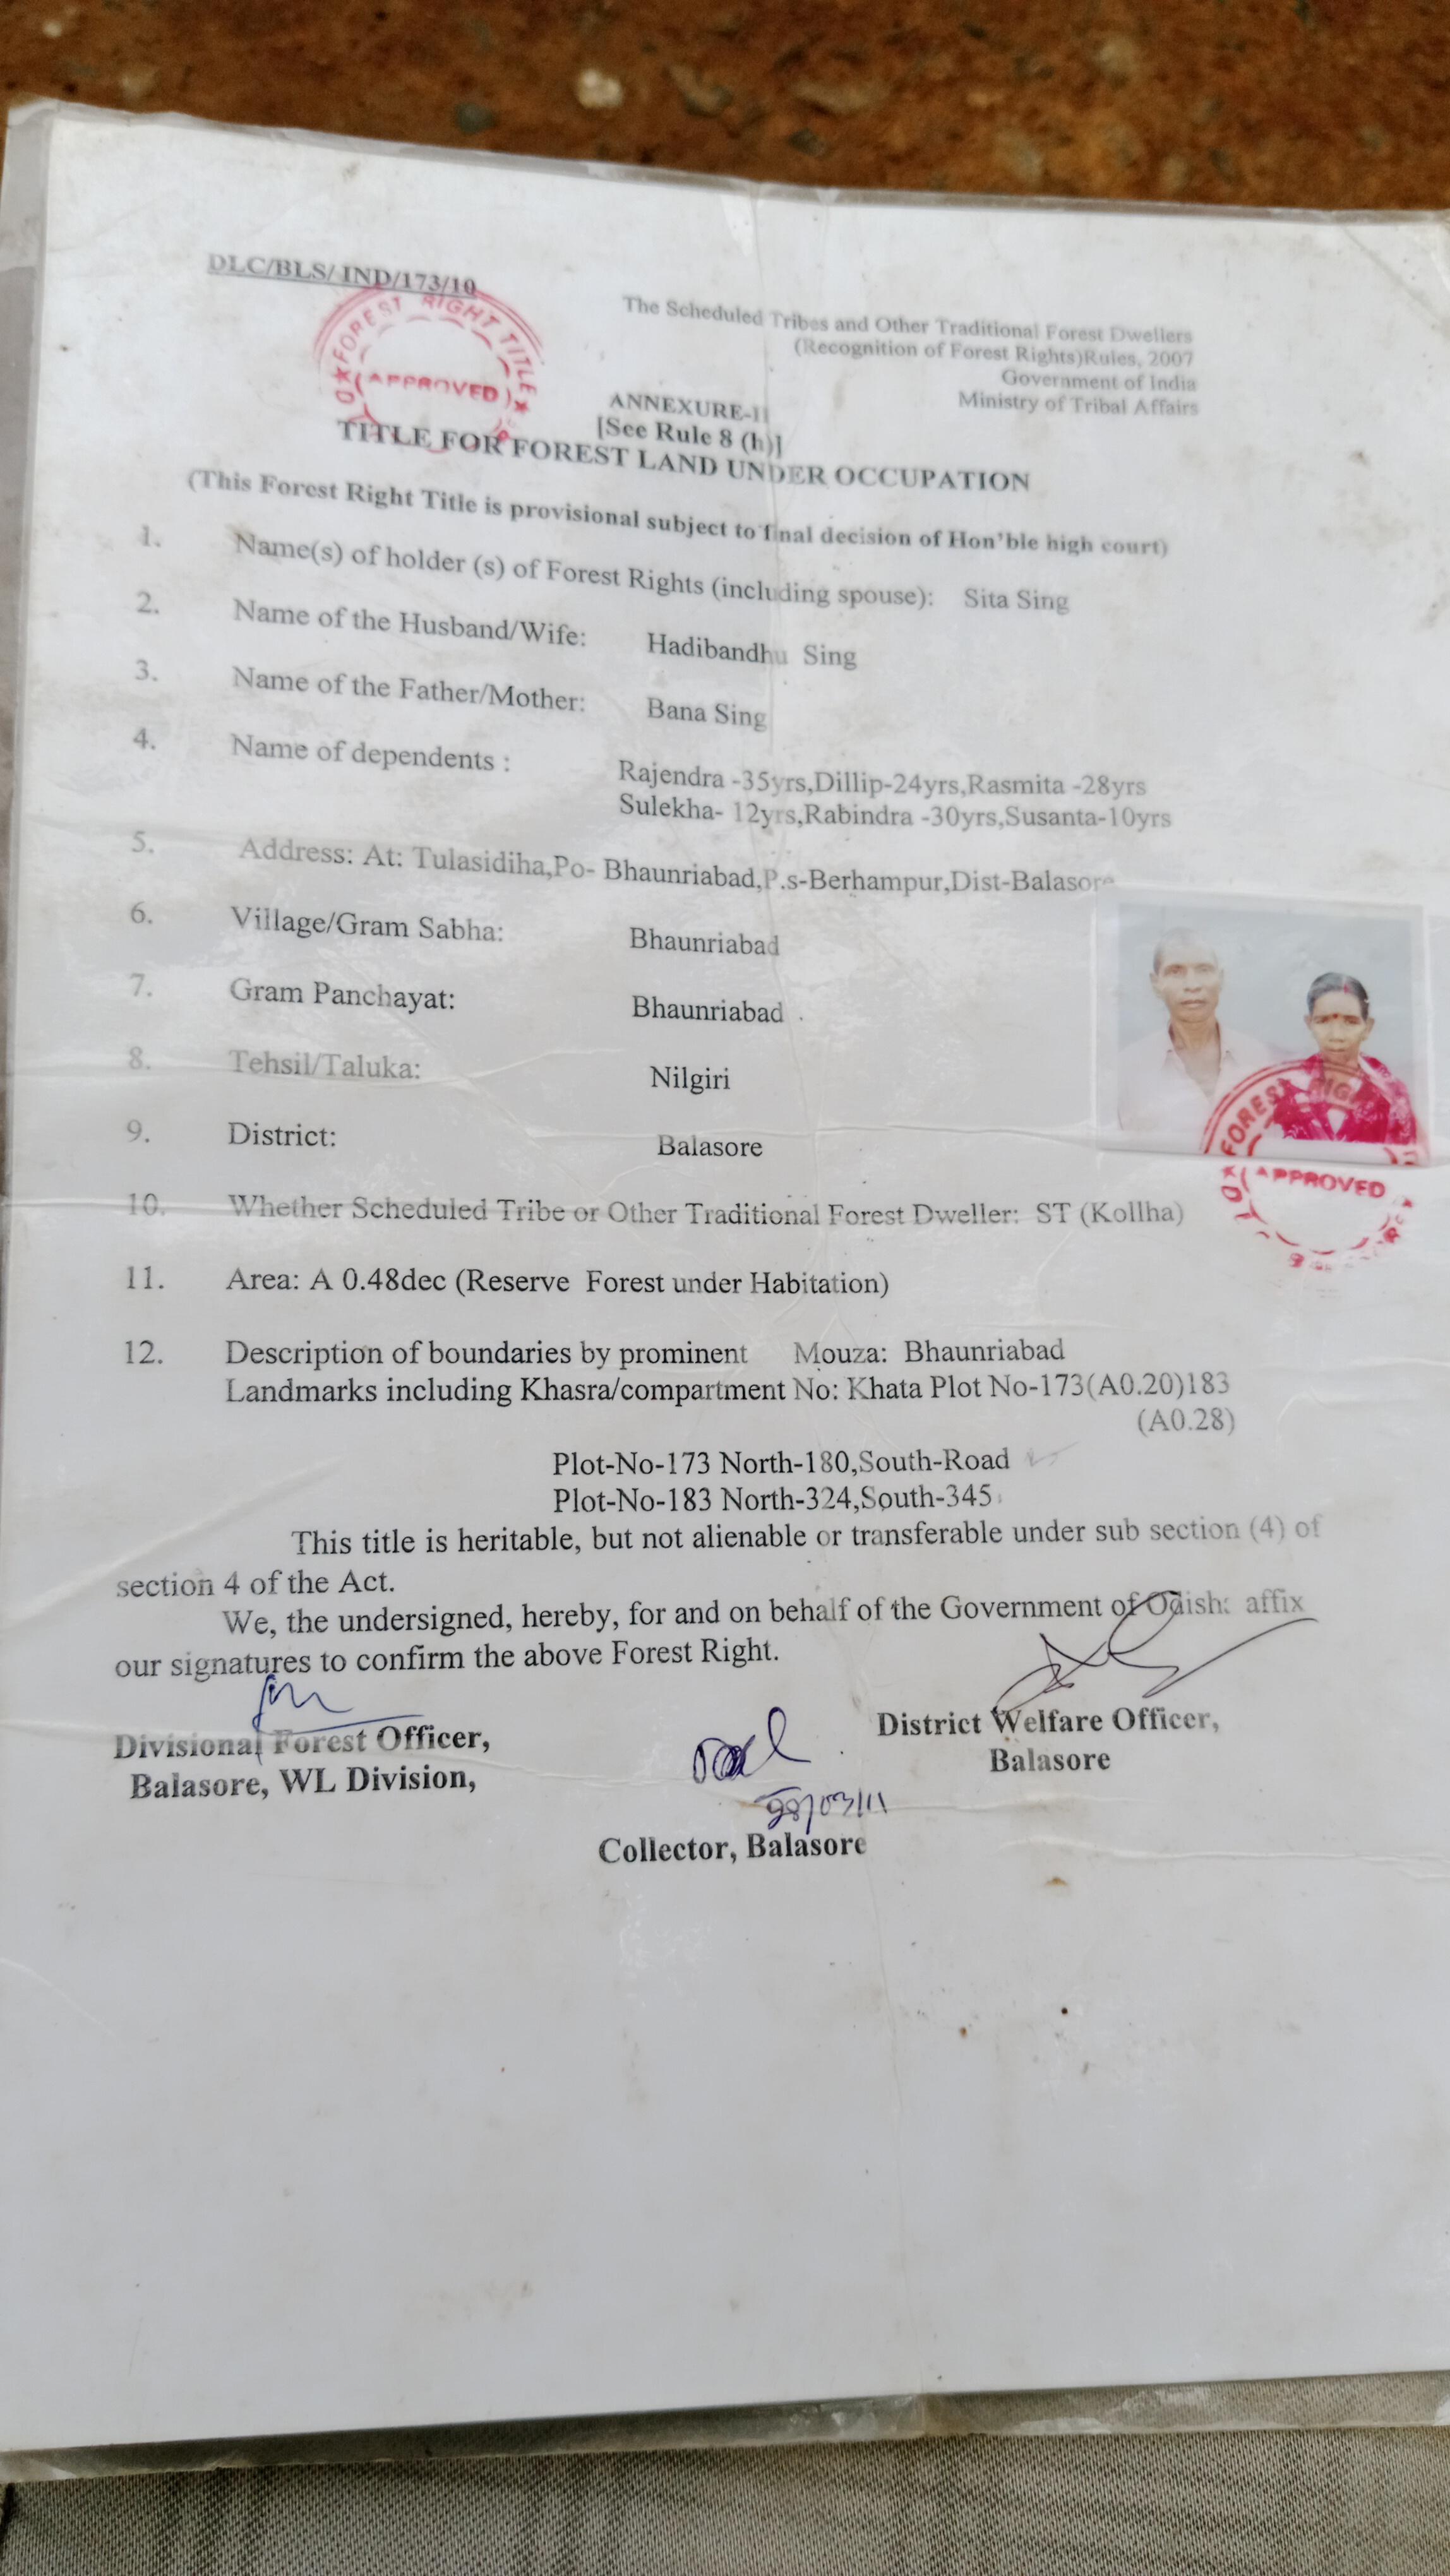 DLC/BLS/ IND/173/10
FOREST RIGHT TITLE
APPROVED
The Scheduled Tribes and Other Traditional Forest Dwellers
(Recognition of Forest Rights)Rules, 2007
Government of India
Ministry of Tribal Affairs
ANNEXURE-II
[See Rule 8 (h)]
TITLE FOR FOREST LAND UNDER OCCUPATION
(This Forest Right Title is provisional subject to final decision of Hon'ble high court)
1. Name(s) of holder (s) of Forest Rights (including spouse): Sita Sing
2. Name of the Husband/Wife: Hadibandhu Sing
3. Name of the Father/Mother: Bana Sing
4. Name of dependents : Rajendra -35yrs,Dillip-24yrs,Rasmita -28yrs
Sulekha- 12yrs,Rabindra -30yrs,Susanta-10yrs
5. Address: At: Tulasidiha,Po- Bhaunriabad,P.s-Berhampur,Dist-Balasore
6. Village/Gram Sabha: Bhaunriabad
7. Gram Panchayat: Bhaunriabad .
8. Tehsil/Taluka: Nilgiri
9. District: Balasore
FOREST RIG
APPROVED
10. Whether Scheduled Tribe or Other Traditional Forest Dweller: ST (Kollha)
11. Area: A 0.48dec (Reserve Forest under Habitation)
12. Description of boundaries by prominent Mouza: Bhaunriabad
Landmarks including Khasra/compartment No: Khata Plot No-173(A0.20)183
(A0.28)
Plot-No-173 North-180,South-Road
Plot-No-183 North-324,South-345
This title is heritable, but not alienable or transferable under sub section (4) of
section 4 of the Act.
We, the undersigned, hereby, for and on behalf of the Government of Odisha affix
our signatures to confirm the above Forest Right.
Divisional Forest Officer,
Balasore, WL Division,
District Welfare Officer,
Balasore
28/03/11
Collector, Balasore